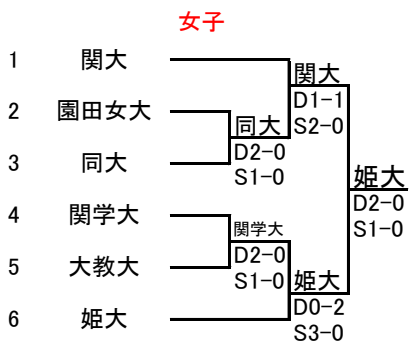 女子
1 関大
2 園田女大
3 同大
4 関学大
5 大教大
6 姫大
同大
D2-0
S1-0
関学大
D2-0
S1-0
関大
D1-1
S2-0
姫大
D0-2
S3-0
姫大
D2-0
S1-0